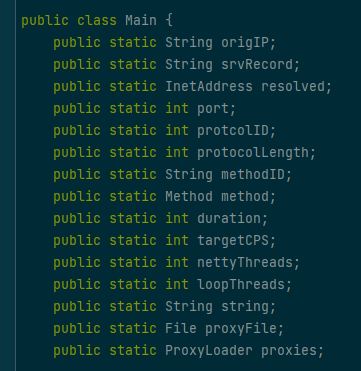 public class Main {
public static String origIP;
public static String srvRecord;
public static InetAddress resolved;
public static int port;
public static int protcolID;
public static int protocolLength;
public static String methodID;
public static Method method;
public static int duration;
public static int targetCPS;
public static int nettyThreads;
public static int loopThreads;
public static String string;
public static File proxyFile;
public static ProxyLoader proxies;